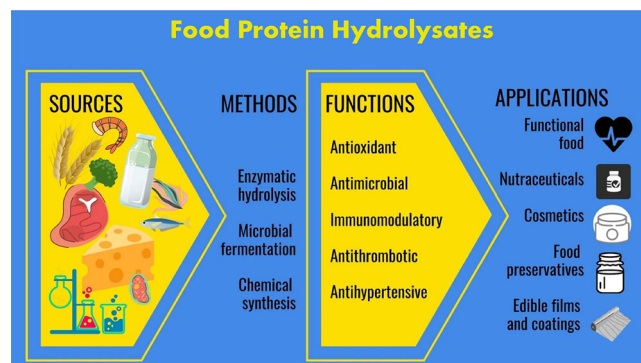 Food Protein Hydrolysates
SOURCES
METHODS
Enzymatic
hydrolysis
Microbial
fermentation
Chemical
synthesis
FUNCTIONS
Antioxidant
Antimicrobial
Immunomodulatory
Antithrombotic
Antihypertensive
APPLICATIONS
Functional
food
Nutraceuticals
Cosmetics
Food
preservatives
Edible films
and coatings